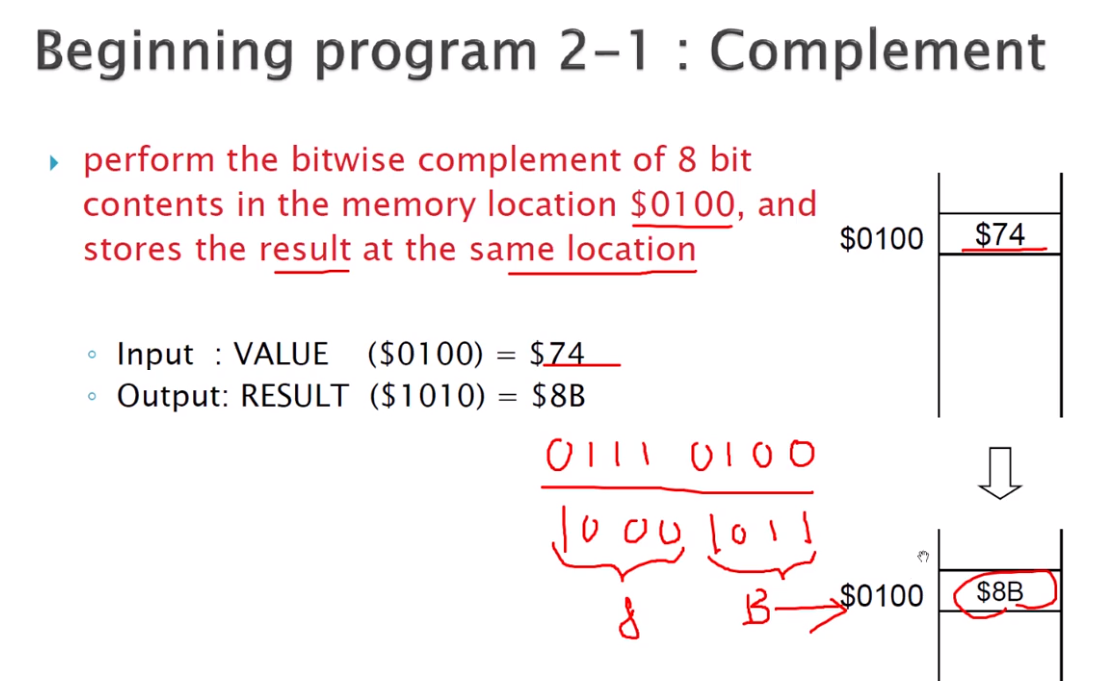 Beginning program 2-1 : Complement
perform the bitwise complement of 8 bit
contents in the memory location $0100, and
stores the result at the same location
$0100 $74
Input : VALUE ($0100) = $74
Output: RESULT ($1010) = $8B
0111 0100
1000 1011
8 B
$0100 $8B